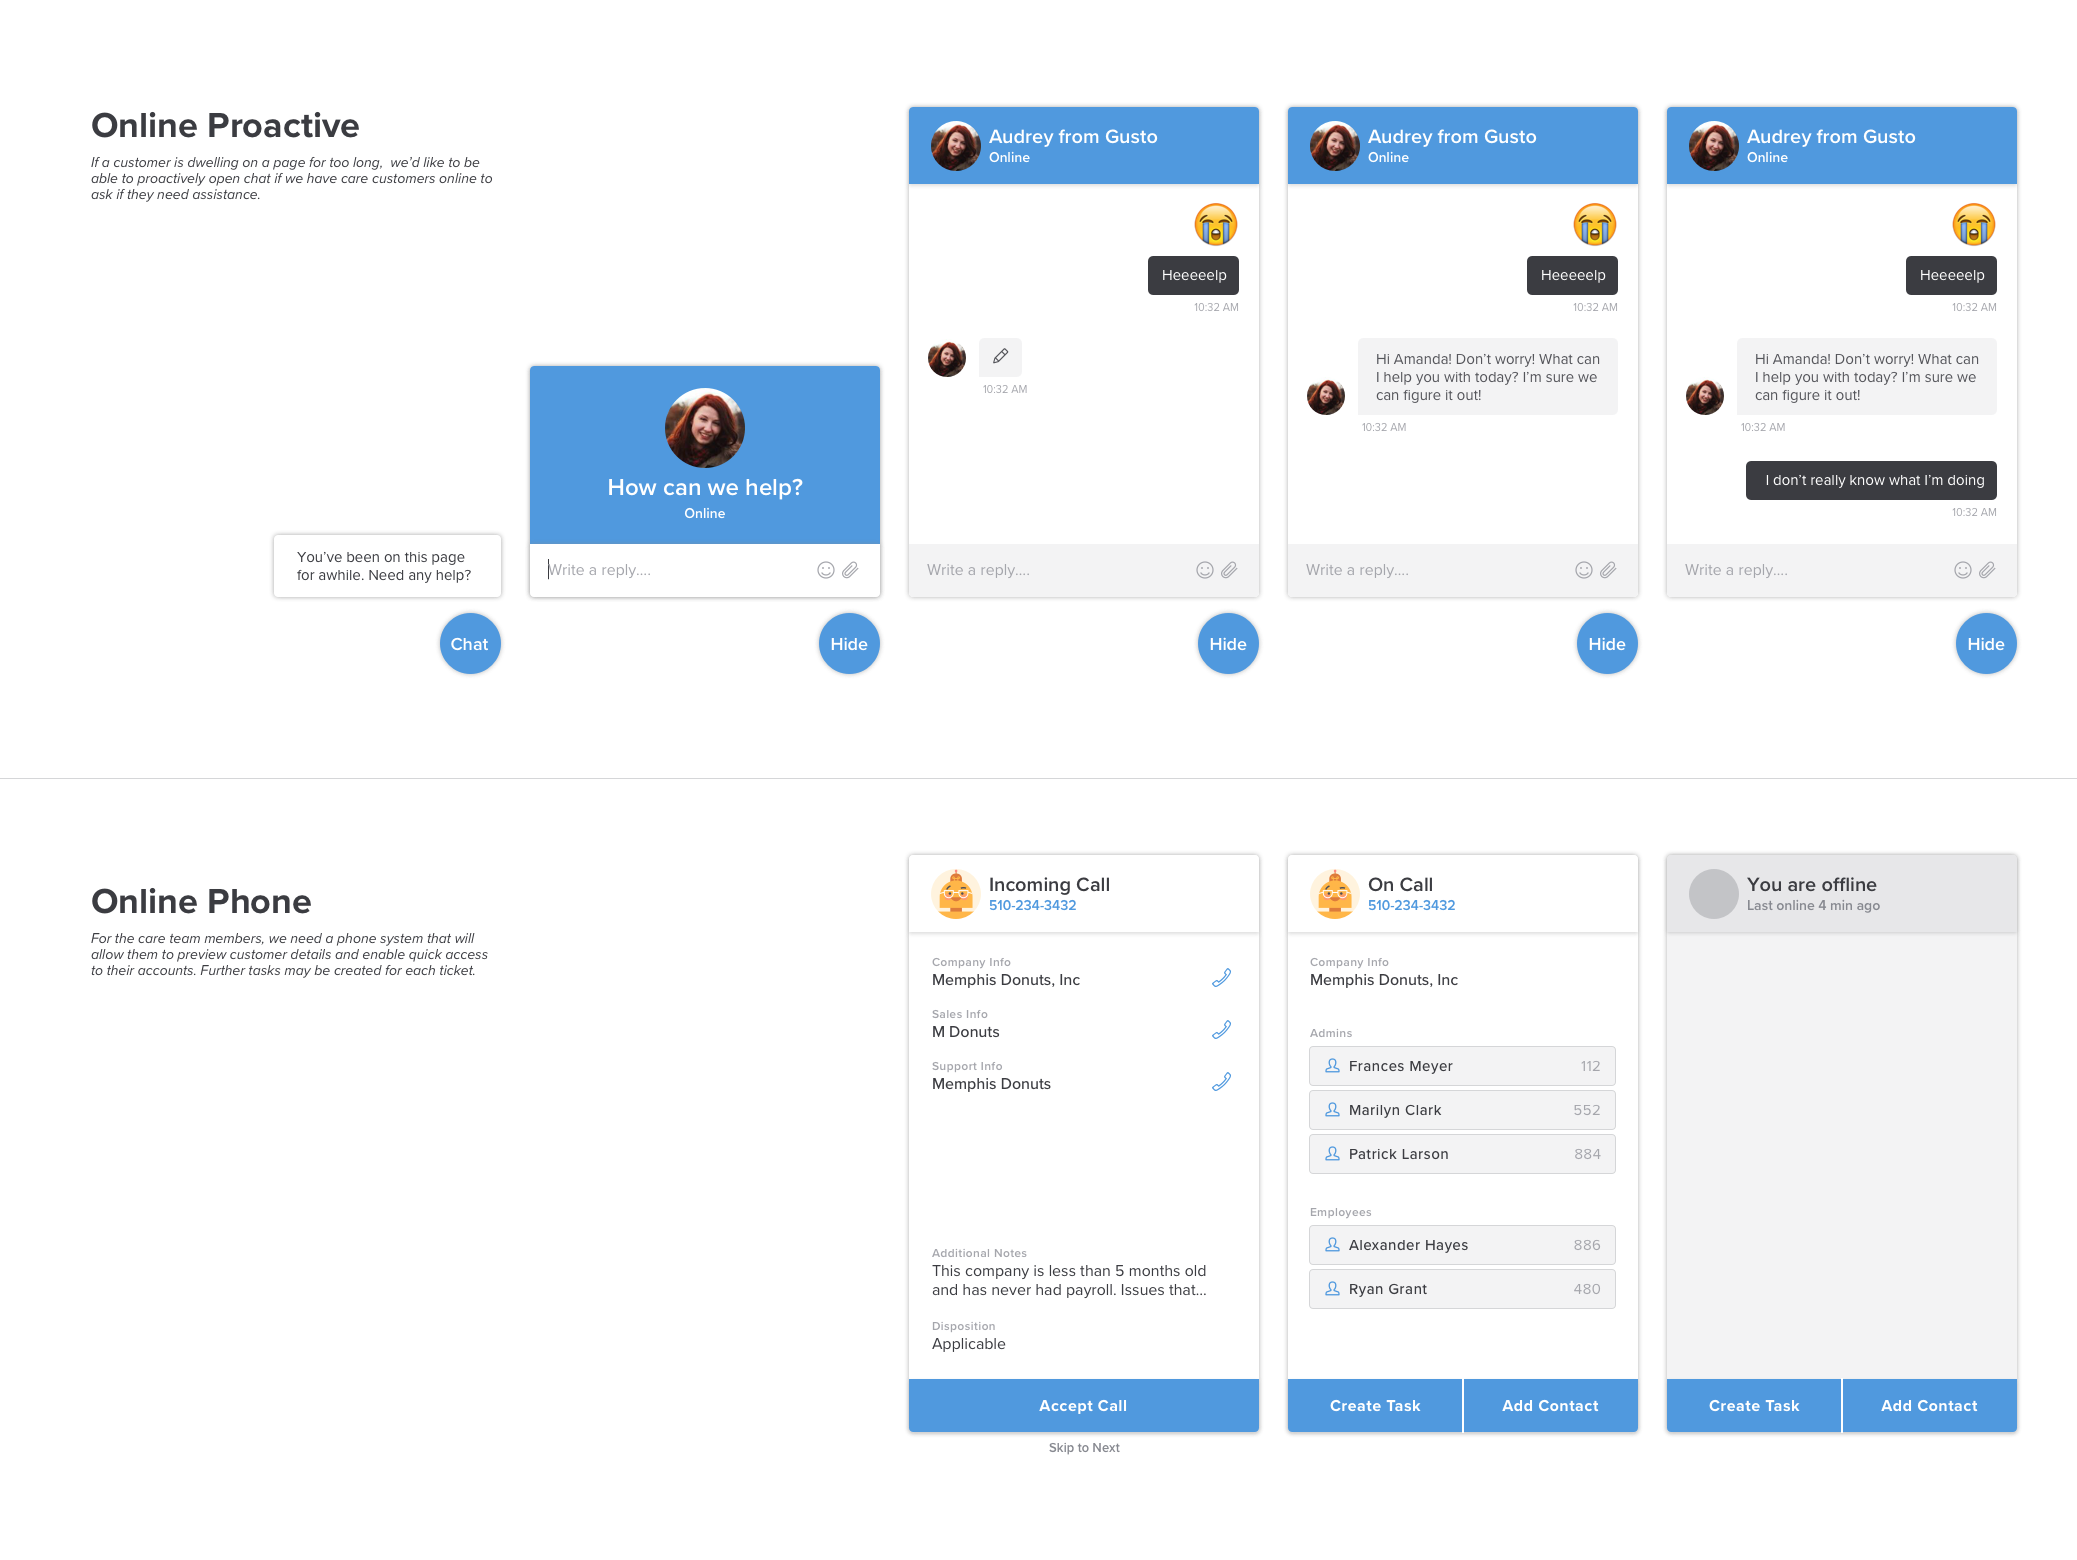 Online Proactive
If a customer is dwelling on a page for too long,  we'd like to be
able to proactively open chat if we have care customers online to
ask if they need assistance.
You've been on this page
for awhile. Need any help?
Chat
How can we help?
Online
Write a reply....
Hide
Audrey from Gusto
Online
Heeeeelp
10:32 AM
10:32 AM
Write a reply....
Hide
Audrey from Gusto
Online
Heeeeelp
10:32 AM
Hi Amanda! Don't worry! What can
I help you with today? I'm sure we
can figure it out!
10:32 AM
Write a reply....
Hide
Audrey from Gusto
Online
Heeeeelp
10:32 AM
Hi Amanda! Don't worry! What can
I help you with today? I'm sure we
can figure it out!
10:32 AM
I don't really know what I'm doing
10:32 AM
Write a reply....
Hide
Online Phone
For the care team members, we need a phone system that will
allow them to preview customer details and enable quick access
to their accounts. Further tasks may be created for each ticket.
Incoming Call
510-234-3432
Company Info
Memphis Donuts, Inc
Sales Info
M Donuts
Support Info
Memphis Donuts
Additional Notes
This company is less than 5 months old
and has never had payroll. Issues that...
Disposition
Applicable
Accept Call
Skip to Next
On Call
510-234-3432
Company Info
Memphis Donuts, Inc
Admins
Frances Meyer 112
Marilyn Clark 552
Patrick Larson 884
Employees
Alexander Hayes 886
Ryan Grant 480
Create Task Add Contact
You are offline
Last online 4 min ago
Create Task Add Contact